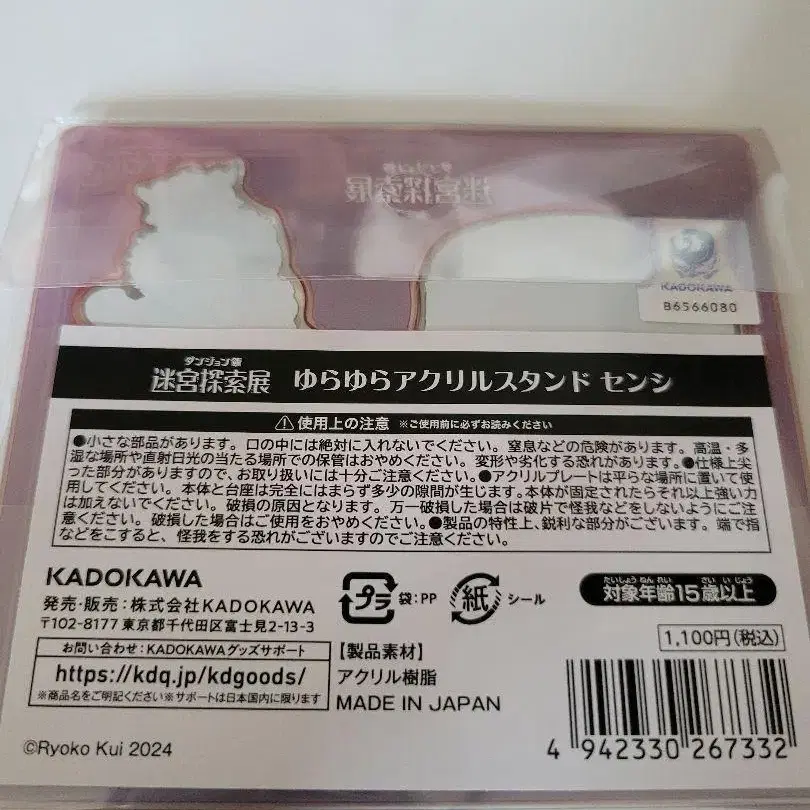 ダンジョン飯
迷宮探索展
KADOKAWA
B6566080
ダンジョン飯
迷宮探索展 ゆらゆらアクリルスタンド センシ
⚠使用上の注意 ※ご使用前に必ずお読みください
●小さな部品があります。口の中には絶対に入れないでください。窒息などの危険があります。高温・多
湿な場所や直射日光の当たる場所での保管はおやめください。変形や劣化する恐れがあります。●仕様上尖
った部分がありますので、お取り扱いには十分ご注意ください。●アクリルプレートは平らな場所に置いて使
用してください。本体と台座は完全にはまらず多少の隙間が生じます。本体が固定されたらそれ以上強い力
は加えないでください。破損の原因となります。万一破損した場合は破片で怪我などをしないようにご注
意ください。破損した場合はご使用をおやめください。●製品の特性上、鋭利な部分がございます。端で指
などをこすると、怪我をする恐れがございますのでご注意ください。
KADOKAWA
発売・販売：株式会社KADOKAWA
〒102-8177 東京都千代田区富士見2-13-3
お問い合わせ：KADOKAWAグッズサポート
https://kdq.jp/kdgoods/
※商品名をご明記ください※サポートは日本国内に限ります
©Ryoko Kui 2024
プラ 袋：PP
紙 シール
【製品素材】
アクリル樹脂
MADE IN JAPAN
たいしょう ねん れい さい い じょう
対象年齢15歳以上
1,100円(税込)
4 942330 267332